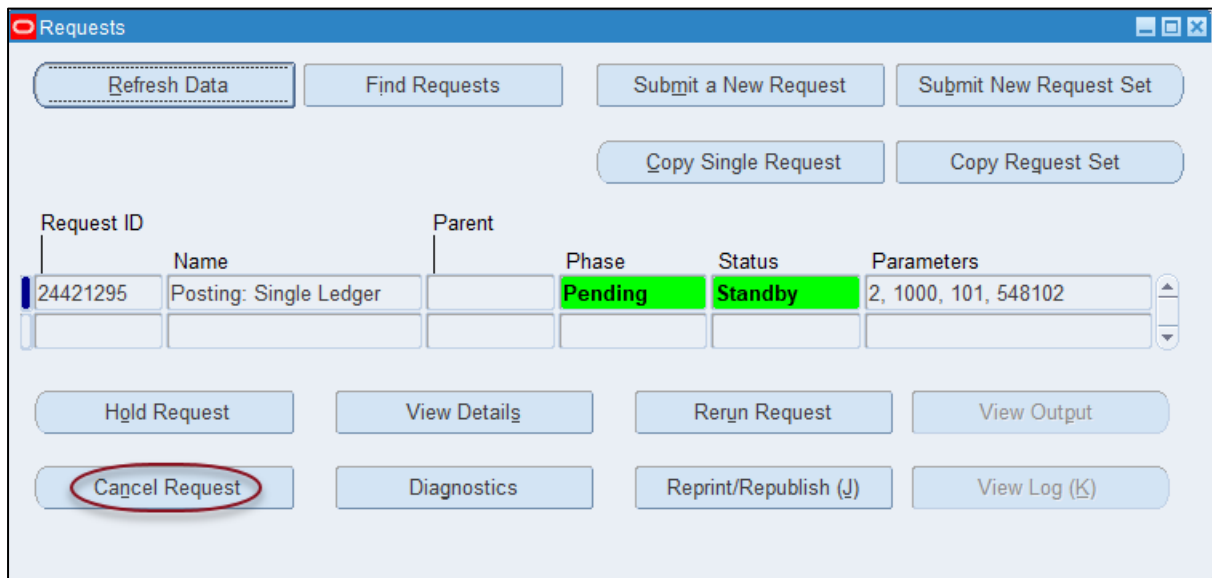 Requests
Refresh Data Find Requests Submit a New Request Submit New Request Set
Copy Single Request Copy Request Set
Request ID Parent
Name Phase Status Parameters
24421295 Posting: Single Ledger Pending Standby 2, 1000, 101, 548102
Hold Request View Details Rerun Request View Output
Cancel Request Diagnostics Reprint/Republish (J) View Log (K)